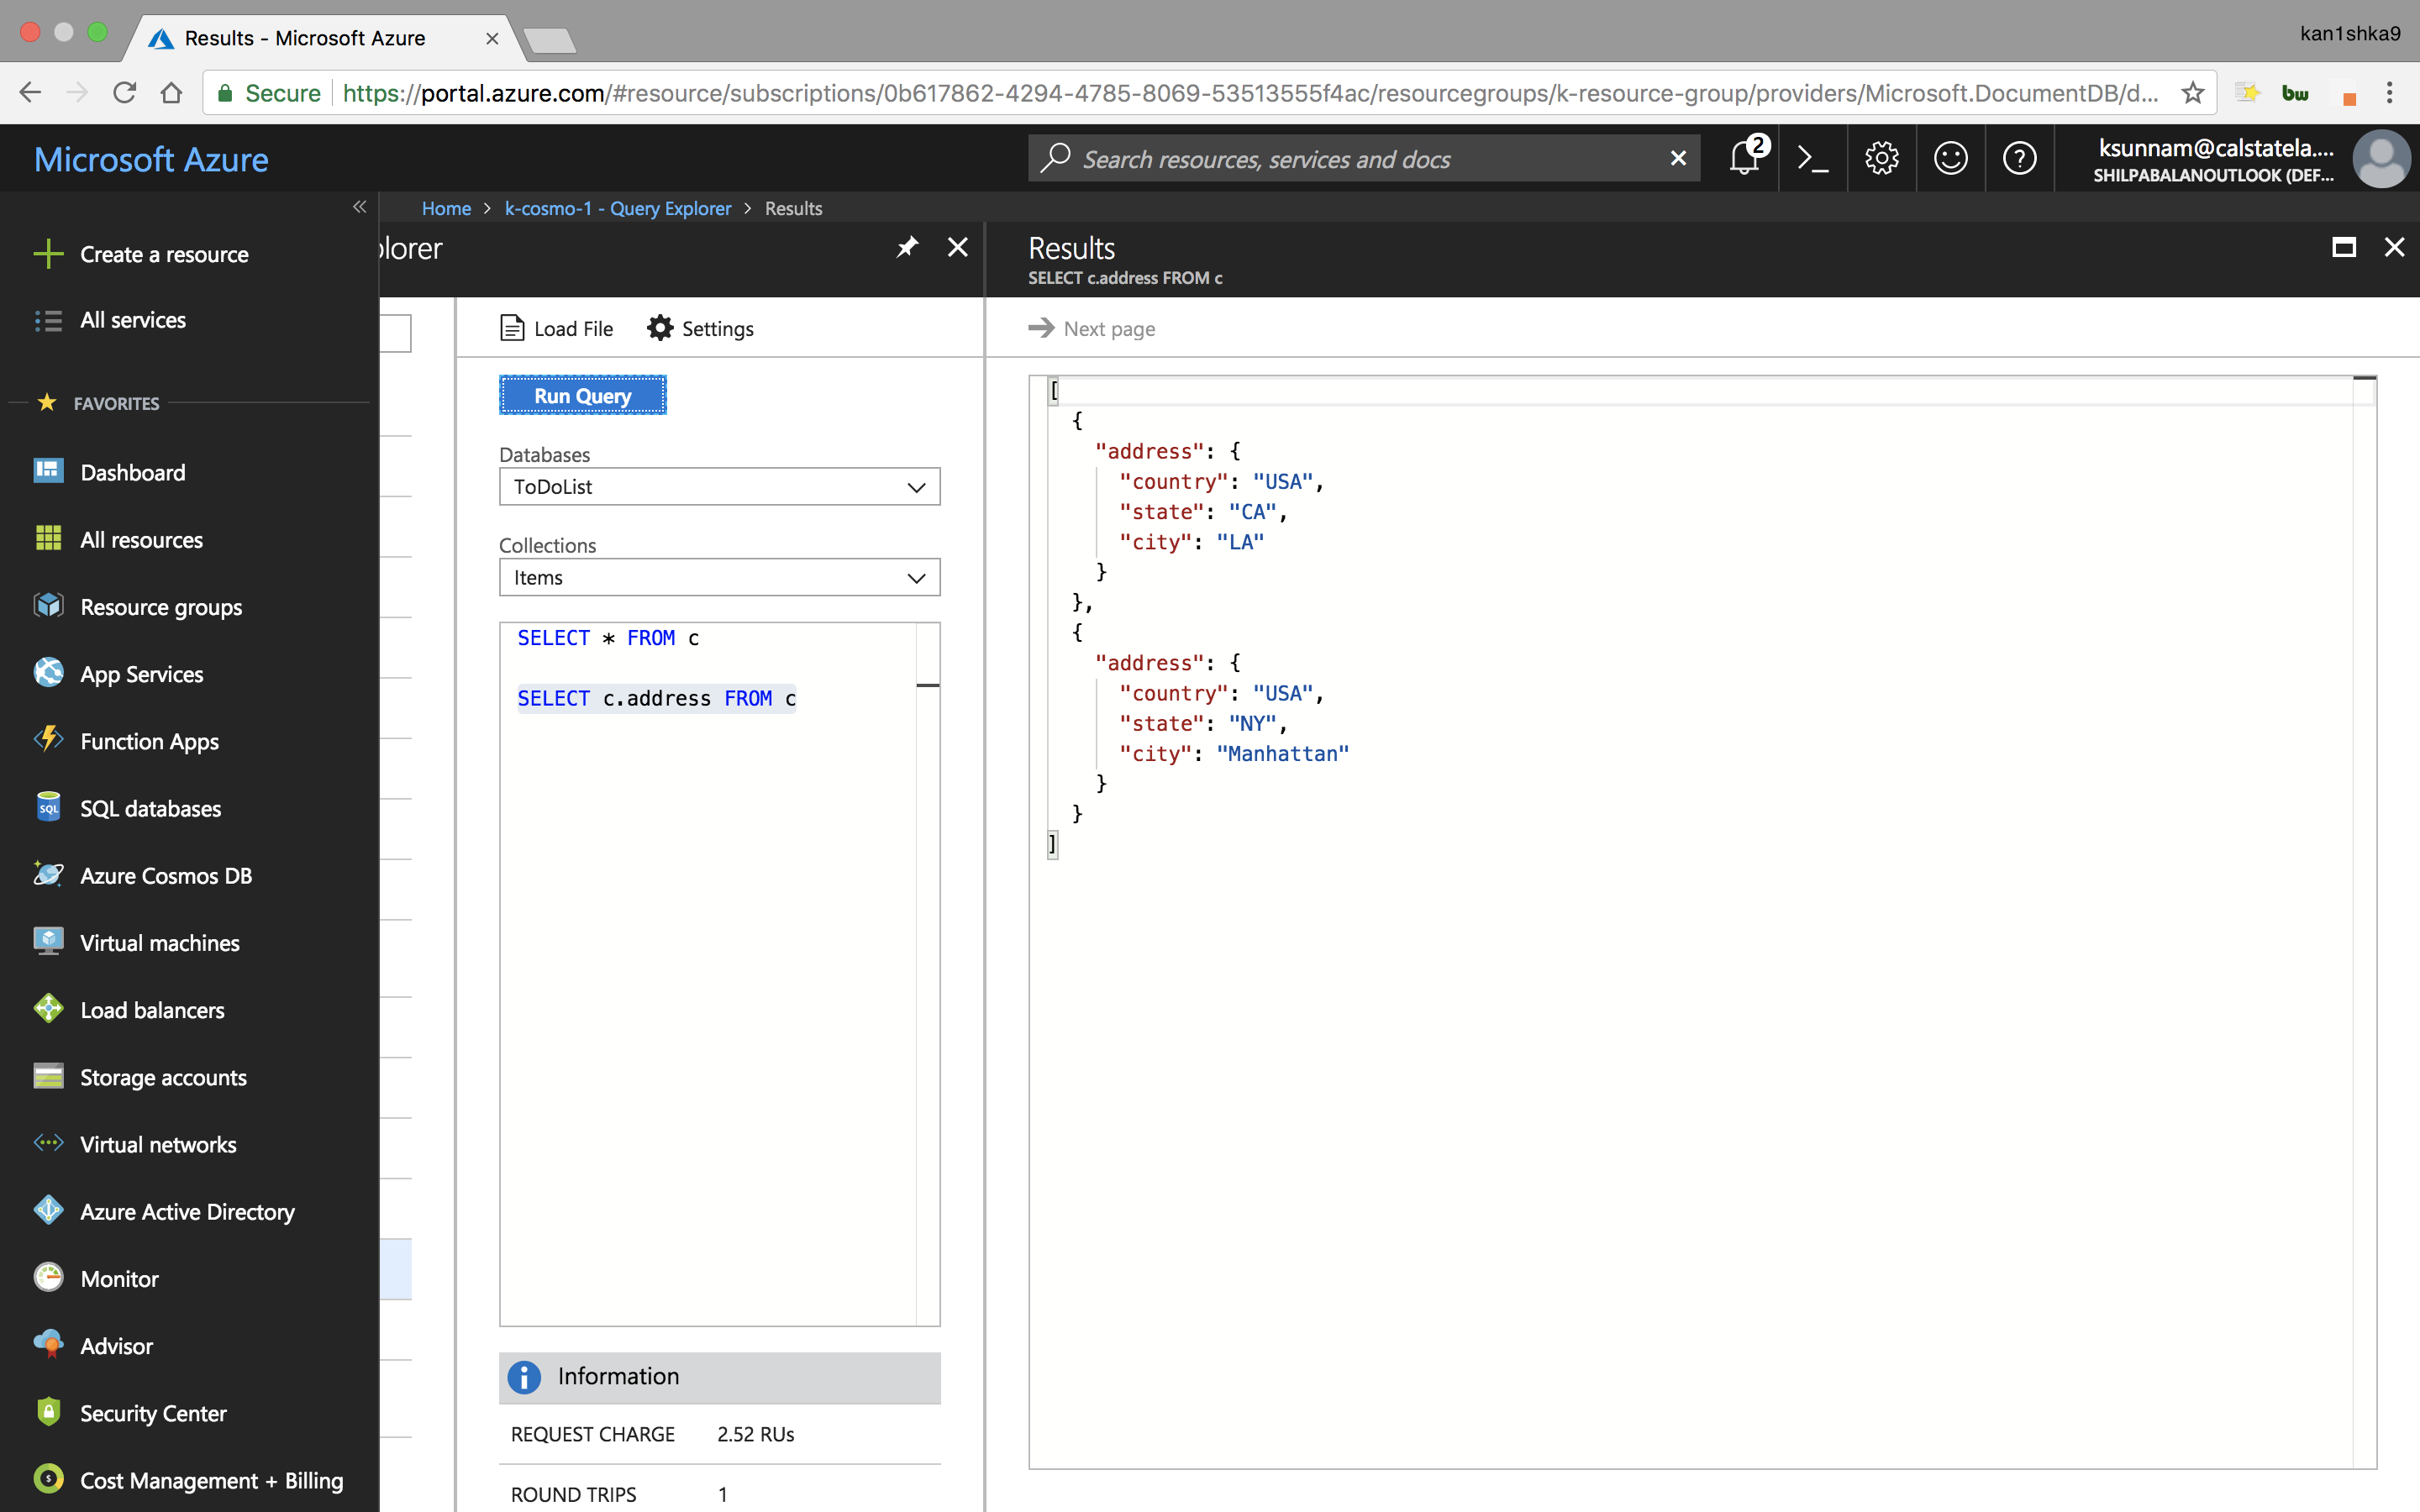 Results - Microsoft Azure
kan1shka9
Secure https://portal.azure.com/#resource/subscriptions/0b617862-4294-4785-8069-53513555f4ac/resourcegroups/k-resource-group/providers/Microsoft.DocumentDB/d...
bw
Microsoft Azure
Search resources, services and docs
2
ksunnam@calstatela....
SHILPABALANOUTLOOK (DEF...
Home > k-cosmo-1 - Query Explorer > Results
Create a resource
All services
FAVORITES
Dashboard
All resources
Resource groups
App Services
Function Apps
SQL databases
Azure Cosmos DB
Virtual machines
Load balancers
Storage accounts
Virtual networks
Azure Active Directory
Monitor
Advisor
Security Center
Cost Management + Billing
plorer
Load File Settings
Run Query
Databases
ToDoList
Collections
Items
SELECT * FROM c
SELECT c.address FROM c
Information
REQUEST CHARGE 2.52 RUs
ROUND TRIPS 1
Results
SELECT c.address FROM c
Next page
[
{
"address": {
"country": "USA",
"state": "CA",
"city": "LA"
}
},
{
"address": {
"country": "USA",
"state": "NY",
"city": "Manhattan"
}
}
]